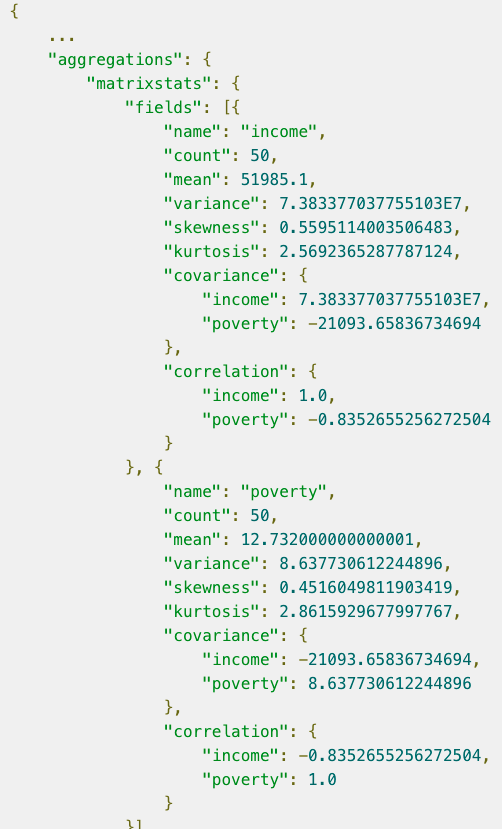 {
    ...
    "aggregations": {
        "matrixstats": {
            "fields": [{
                "name": "income",
                "count": 50,
                "mean": 51985.1,
                "variance": 7.383377037755103E7,
                "skewness": 0.5595114003506483,
                "kurtosis": 2.5692365287787124,
                "covariance": {
                    "income": 7.383377037755103E7,
                    "poverty": -21093.65836734694
                },
                "correlation": {
                    "income": 1.0,
                    "poverty": -0.8352655256272504
                }
            }, {
                "name": "poverty",
                "count": 50,
                "mean": 12.732000000000001,
                "variance": 8.637730612244896,
                "skewness": 0.4516049811903419,
                "kurtosis": 2.8615929677997767,
                "covariance": {
                    "income": -21093.65836734694,
                    "poverty": 8.637730612244896
                },
                "correlation": {
                    "income": -0.8352655256272504,
                    "poverty": 1.0
                }
            }]